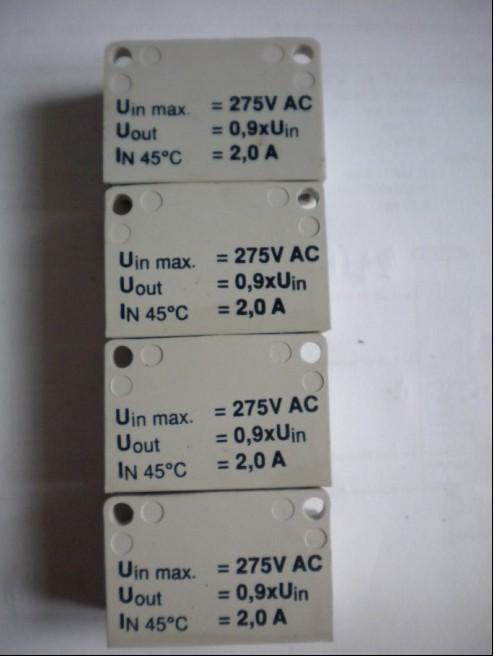 Uin max. = 275V AC
Uout = 0,9xUin
IN 45°C = 2,0 A
Uin max. = 275V AC
Uout = 0,9xUin
IN 45°C = 2,0 A
Uin max. = 275V AC
Uout = 0,9xUin
IN 45°C = 2,0 A
Uin max. = 275V AC
Uout = 0,9xUin
IN 45°C = 2,0 A